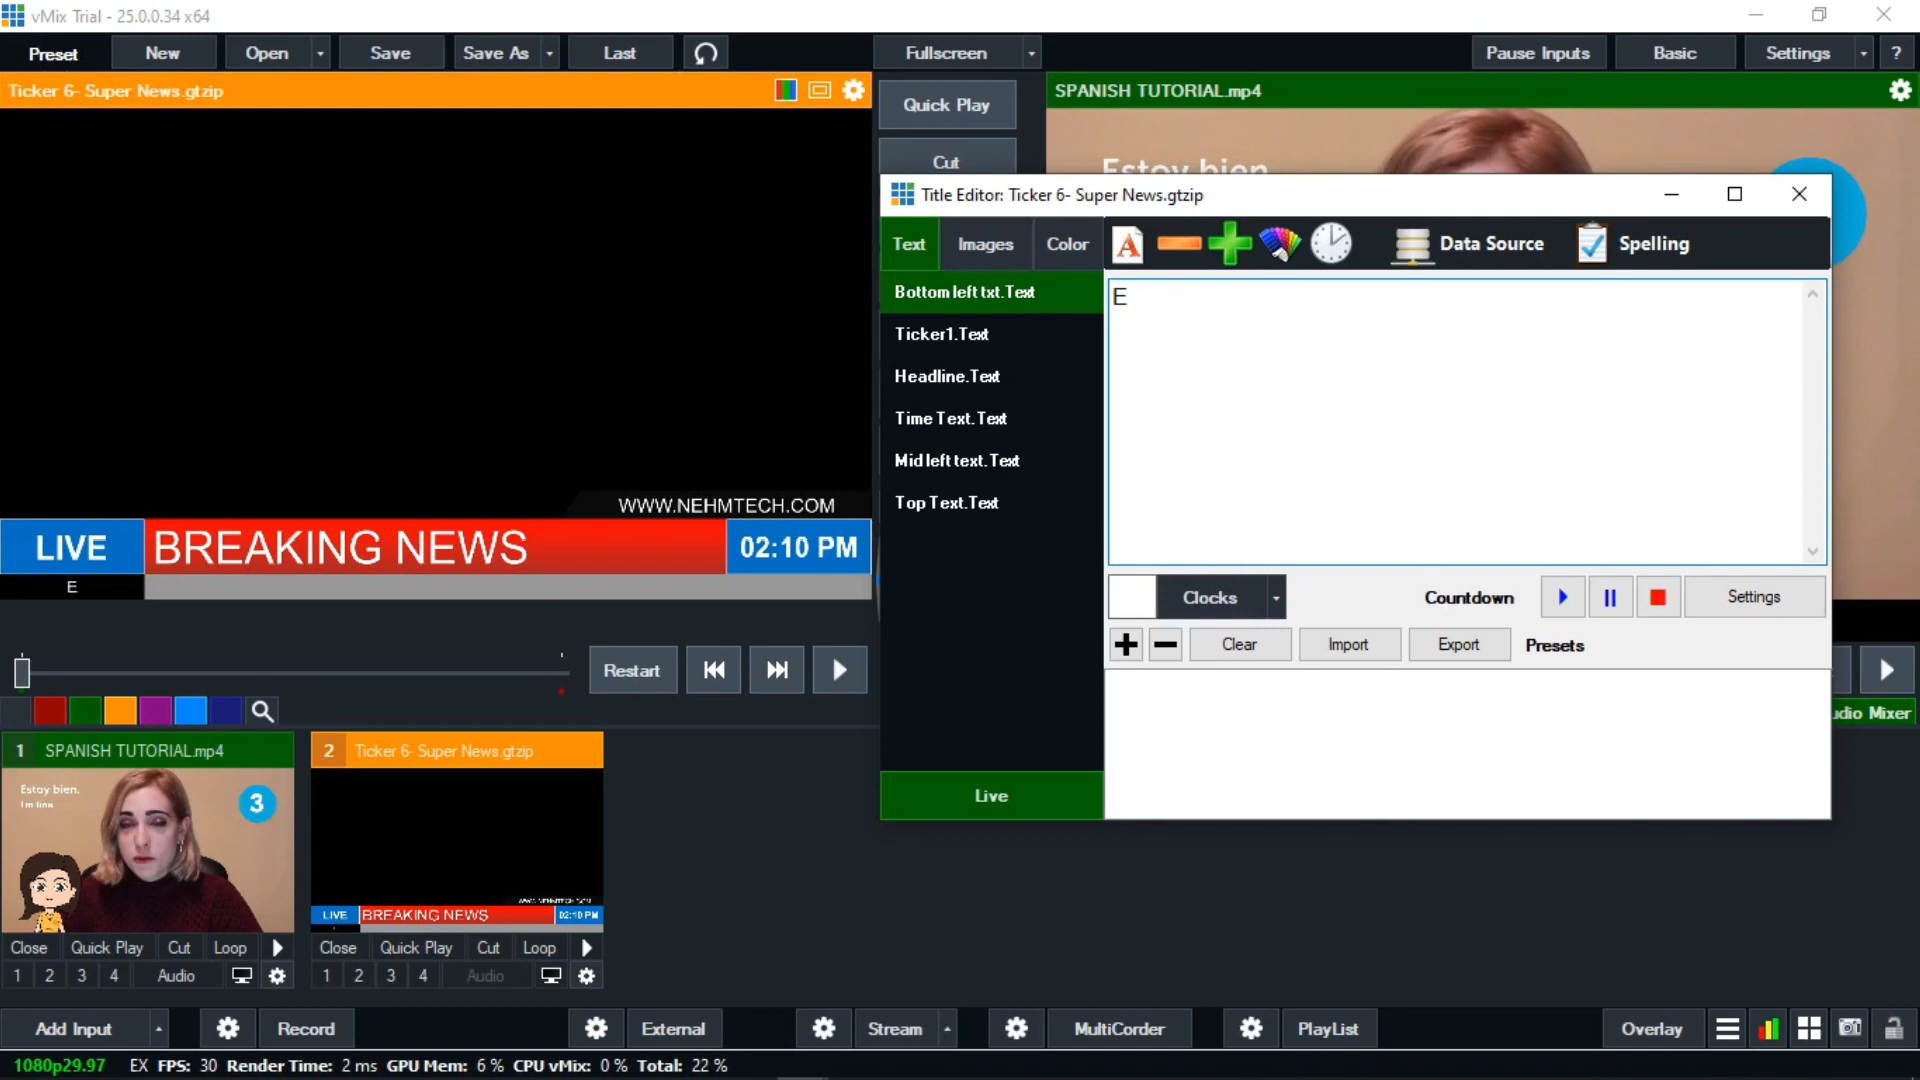 vMix Trial - 25.0.0.34 x64
Preset New Open Save Save As Last Fullscreen Pause Inputs Basic Settings ?
Ticker 6- Super News.gtzip
Quick Play
Cut
SPANISH TUTORIAL.mp4
Estoy bien.
Title Editor: Ticker 6- Super News.gtzip
Text Images Color Data Source Spelling
Bottom left txt.Text
Ticker1.Text
Headline.Text
Time Text.Text
Mid left text.Text
Top Text.Text
Live
E
Clocks Countdown Settings
Clear Import Export Presets
WWW.NEHMTECH.COM
LIVE BREAKING NEWS 02:10 PM
E
Restart
udio Mixer
1 SPANISH TUTORIAL.mp4
Estoy bien.
I'm fine.
3
Close Quick Play Cut Loop
1 2 3 4 Audio
2 Ticker 6- Super News.gtzip
WWW.NEHMTECH.COM
LIVE BREAKING NEWS 02:10 PM
Close Quick Play Cut Loop
1 2 3 4 Audio
Add Input Record External Stream MultiCorder PlayList Overlay
1080p29.97 EX FPS: 30 Render Time: 2 ms GPU Mem: 6 % CPU vMix: 0 % Total: 22 %